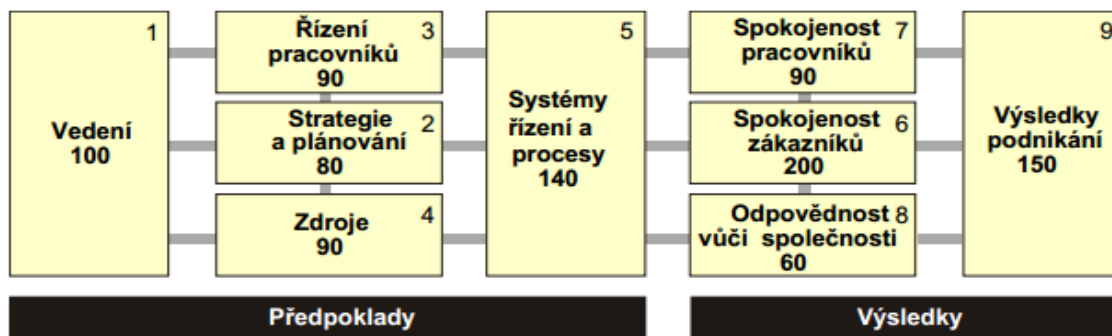 1
Vedení
100
Řízení 3
pracovníků
90
Strategie 2
a plánování
80
Zdroje 4
90
5
Systémy
řízení a
procesy
140
Spokojenost 7
pracovníků
90
Spokojenost 6
zákazníků
200
Odpovědnost 8
vůči společnosti
60
9
Výsledky
podnikání
150
Předpoklady
Výsledky